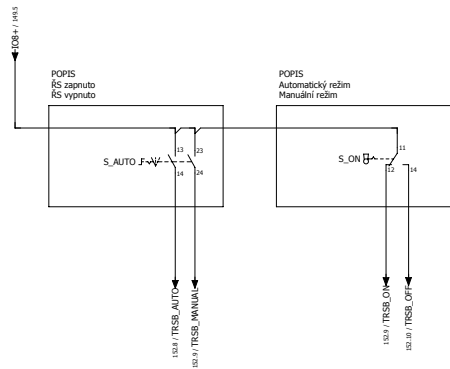 IO8+ / 149.5
POPIS
ŘS zapnuto
ŘS vypnuto
POPIS
Automatický režim
Manuální režim
13
23
S_AUTO
14
24
11
S_ON
12
14
152.8 / TRSB_AUTO
152.9 / TRSB_MANUAL
152.9 / TRSB_ON
152.10 / TRSB_OFF